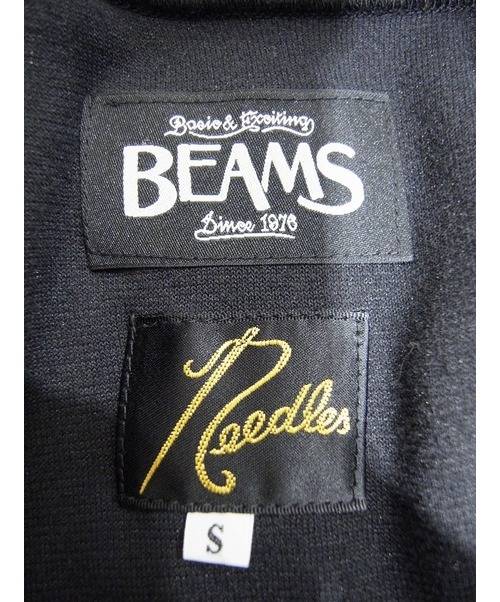 Basic & Exciting
BEAMS
Since 1976
Needles
S